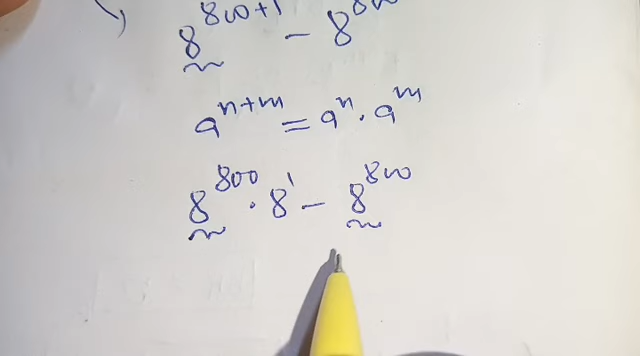 8^{800+1} - 8^{800}
a^{n+m} = a^n · a^m
8^{800} · 8^1 - 8^{800}